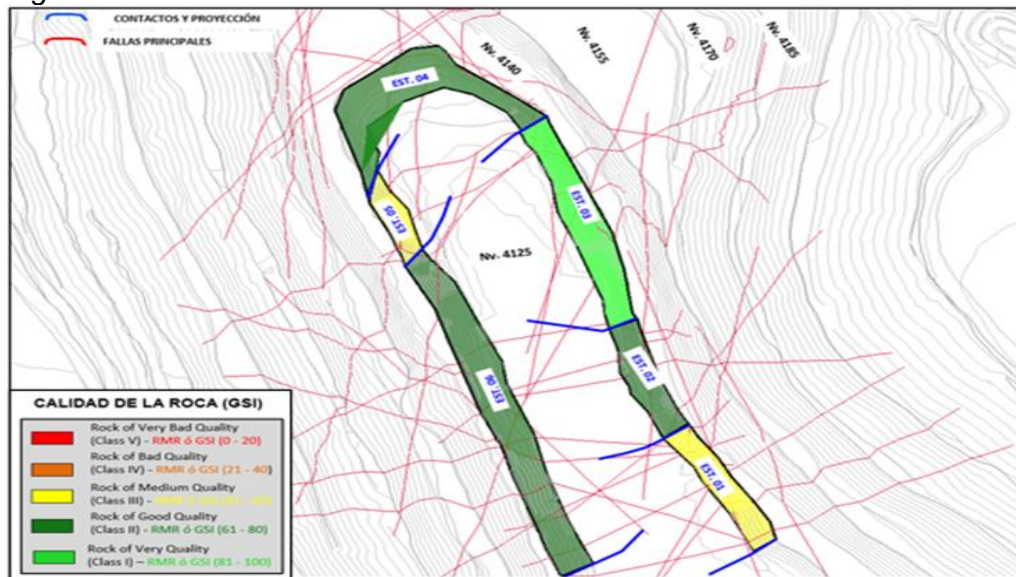 CONTACTOS Y PROYECCIÓN
FALLAS PRINCIPALES
Nv. 4140
Nv. 4155
Nv. 4170
Nv. 4185
EST. 04
EST. 03
EST. 05
Nv. 4125
EST. 02
EST. 06
EST. 01
CALIDAD DE LA ROCA (GSI)
Rock of Very Bad Quality
(Class V) - RMR ó GSI (0 - 20)
Rock of Bad Quality
(Class IV) - RMR ó GSI (21 - 40)
Rock of Medium Quality
(Class III) - RMR ó GSI
Rock of Good Quality
(Class II) - RMR ó GSI (61 - 80)
Rock of Very Quality
(Class I) – RMR ó GSI (81 - 100)